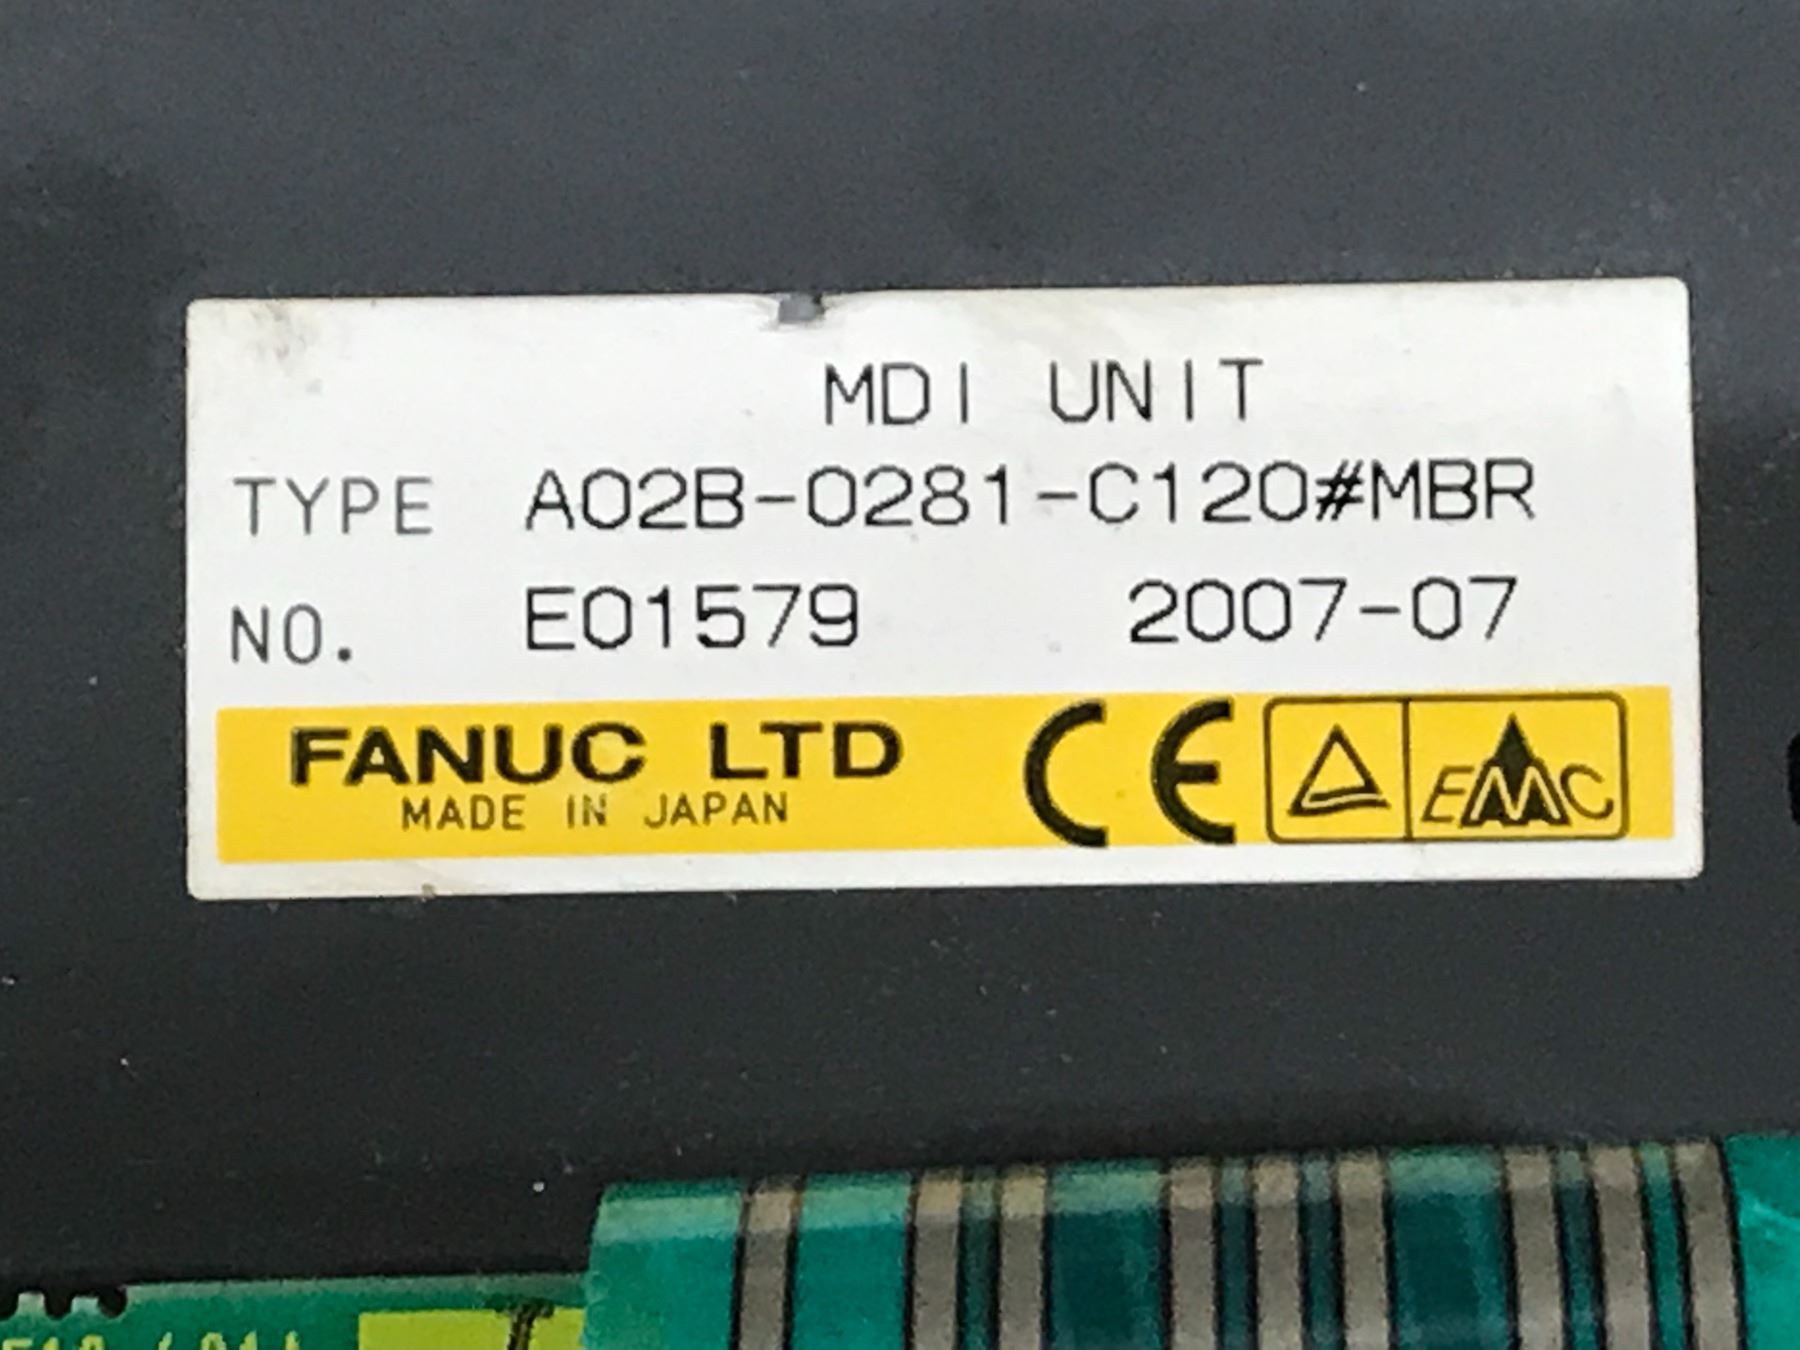 MDI UNIT
TYPE A02B-0281-C120#MBR
NO. E01579 2007-07
FANUC LTD CE EMC
MADE IN JAPAN